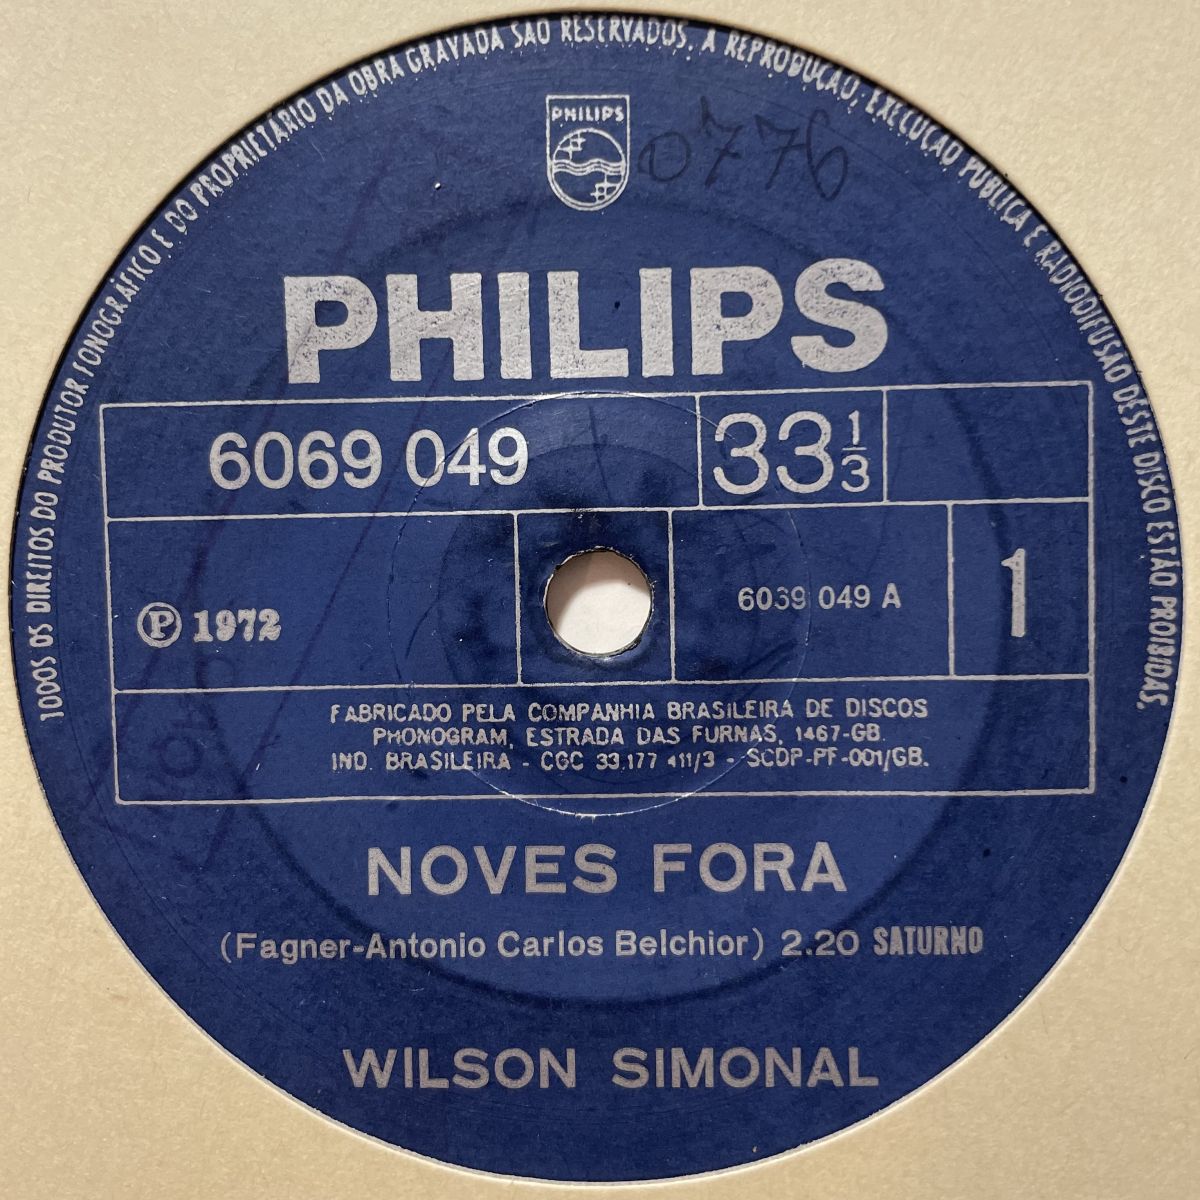 TODOS OS DIREITOS DO PRODUTOR FONOGRÁFICO E DO PROPRIETÁRIO DA OBRA GRAVADA SÃO RESERVADOS. A REPRODUÇÃO, EXECUÇÃO PÚBLICA E RADIODIFUSÃO DESTE DISCO ESTÃO PROIBIDAS.
PHILIPS
0776
PHILIPS
6069 049
33 1/3
℗ 1972
6069 049 A
1
FABRICADO PELA COMPANHIA BRASILEIRA DE DISCOS
PHONOGRAM, ESTRADA DAS FURNAS, 1467-GB.
IND. BRASILEIRA - CGC 33.177 411/3 - SCDP-PF-001/GB.
NOVES FORA
(Fagner-Antonio Carlos Belchior) 2.20 SATURNO
WILSON SIMONAL